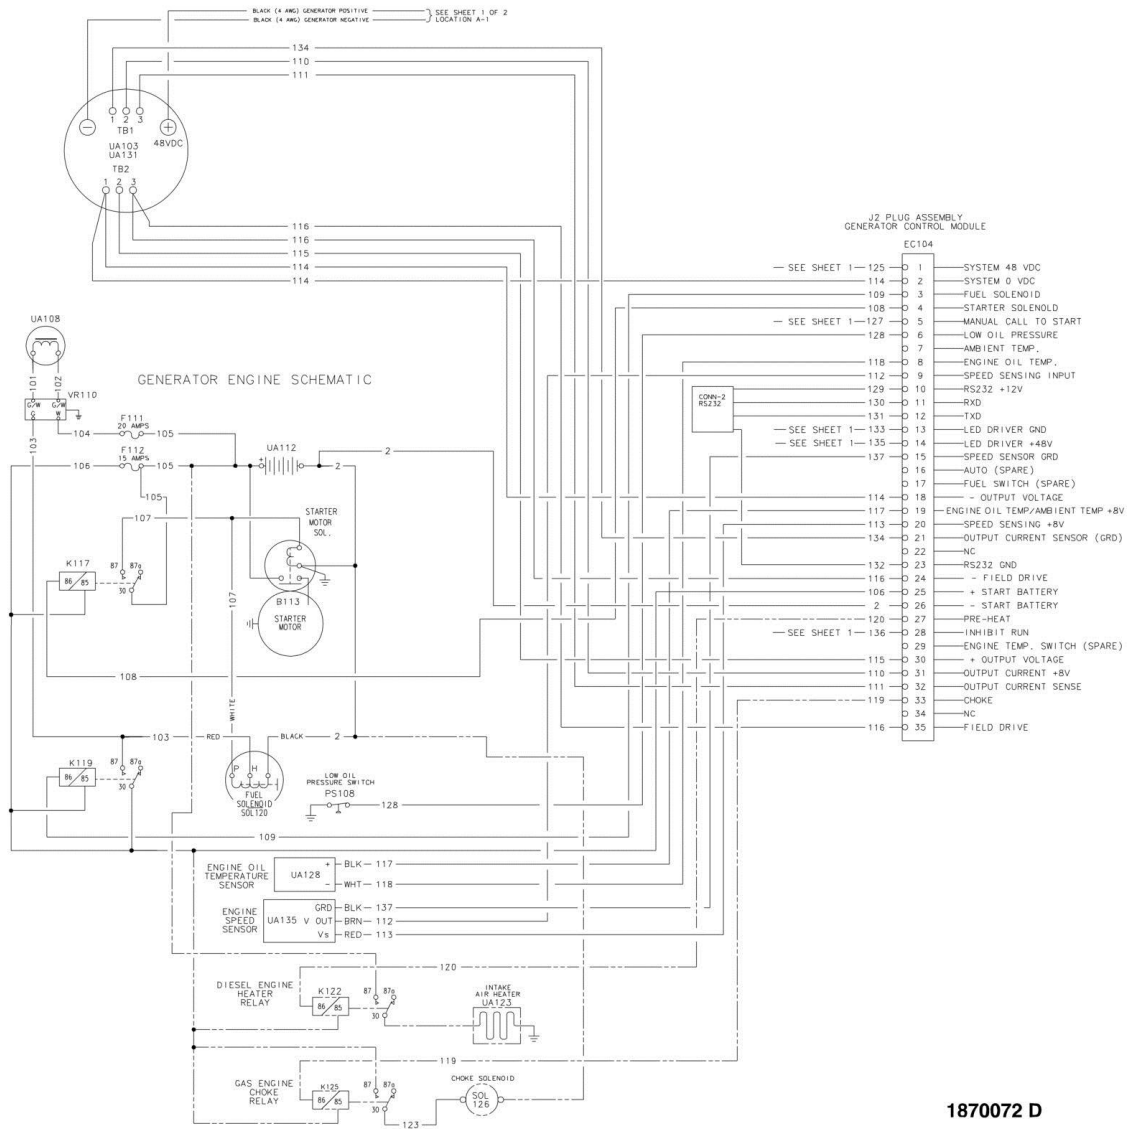 BLACK (4 AWG) GENERATOR POSITIVE
BLACK (4 AWG) GENERATOR NEGATIVE
SEE SHEET 1 OF 2
LOCATION A-1
134
110
111
1 2 3
TB1
− +
48VDC
UA103
UA131
TB2
1 2 3
116
116
115
114
114
J2 PLUG ASSEMBLY
GENERATOR CONTROL MODULE
EC104
SEE SHEET 1 125 1 SYSTEM 48 VDC
114 2 SYSTEM 0 VDC
109 3 FUEL SOLENOID
108 4 STARTER SOLENOLD
SEE SHEET 1 127 5 MANUAL CALL TO START
128 6 LOW OIL PRESSURE
7 AMBIENT TEMP.
118 8 ENGINE OIL TEMP.
112 9 SPEED SENSING INPUT
129 10 RS232 +12V
130 11 RXD
131 12 TXD
SEE SHEET 1 133 13 LED DRIVER GND
SEE SHEET 1 135 14 LED DRIVER +48V
137 15 SPEED SENSOR GRD
16 AUTO (SPARE)
17 FUEL SWITCH (SPARE)
114 18 - OUTPUT VOLTAGE
117 19 ENGINE OIL TEMP/AMBIENT TEMP +8V
113 20 SPEED SENSING +8V
134 21 OUTPUT CURRENT SENSOR (GRD)
22 NC
132 23 RS232 GND
116 24 - FIELD DRIVE
106 25 + START BATTERY
2 26 - START BATTERY
120 27 PRE-HEAT
SEE SHEET 1 136 28 INHIBIT RUN
29 ENGINE TEMP. SWITCH (SPARE)
115 30 + OUTPUT VOLTAGE
110 31 OUTPUT CURRENT +8V
111 32 OUTPUT CURRENT SENSE
119 33 CHOKE
34 NC
116 35 FIELD DRIVE
CONN-2
RS232
UA108
101 102
VR110
G/W G/W
G W
103
GENERATOR ENGINE SCHEMATIC
F111
20 AMPS
104 105
F112
15 AMPS
106 105
105
UA112
+
2
2
107
STARTER
MOTOR
SOL.
K117
86 85
87 87a
30
107
B113
STARTER
MOTOR
108
WHITE
103 RED
BLACK 2
K119
86 85
87 87a
30
P H
FUEL
SOLENOID
SOL120
LOW OIL
PRESSURE SWITCH
PS108
128
109
ENGINE OIL
TEMPERATURE
SENSOR
UA128
+ BLK 117
- WHT 118
ENGINE
SPEED
SENSOR
UA135
GRD BLK 137
V OUT BRN 112
Vs RED 113
120
DIESEL ENGINE
HEATER
RELAY
K122
86 85
87 87a
30
INTAKE
AIR HEATER
UA123
119
GAS ENGINE
CHOKE
RELAY
K125
86 85
87 87a
30
123
CHOKE SOLENOID
SOL
126
1870072 D